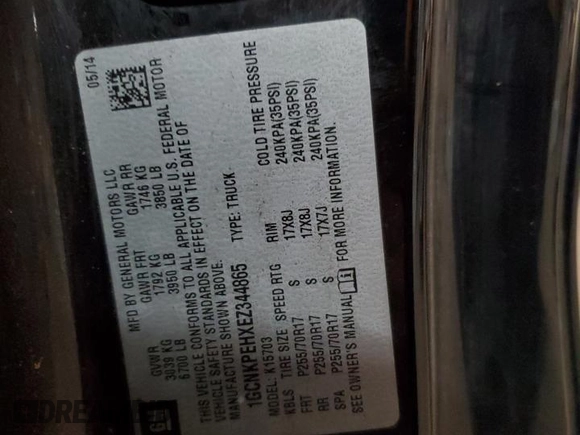 GM
MFD BY GENERAL MOTORS LLC
05/14
GVWR GAWR FRT GAWR RR
3039 KG 1792 KG 1746 KG
6700 LB 3950 LB 3850 LB
THIS VEHICLE CONFORMS TO ALL APPLICABLE U.S. FEDERAL MOTOR
VEHICLE SAFETY STANDARDS IN EFFECT ON THE DATE OF
MANUFACTURE SHOWN ABOVE.
1GCNKPEHXEZ344865 TYPE: TRUCK
MODEL: K15703
KBLS TIRE SIZE SPEED RTG RIM COLD TIRE PRESSURE
FRT P255/70R17 S 17X8J 240KPA(35PSI)
RR P255/70R17 S 17X8J 240KPA(35PSI)
SPA P255/70R17 S 17X7J 240KPA(35PSI)
SEE OWNER'S MANUAL FOR MORE INFORMATION.